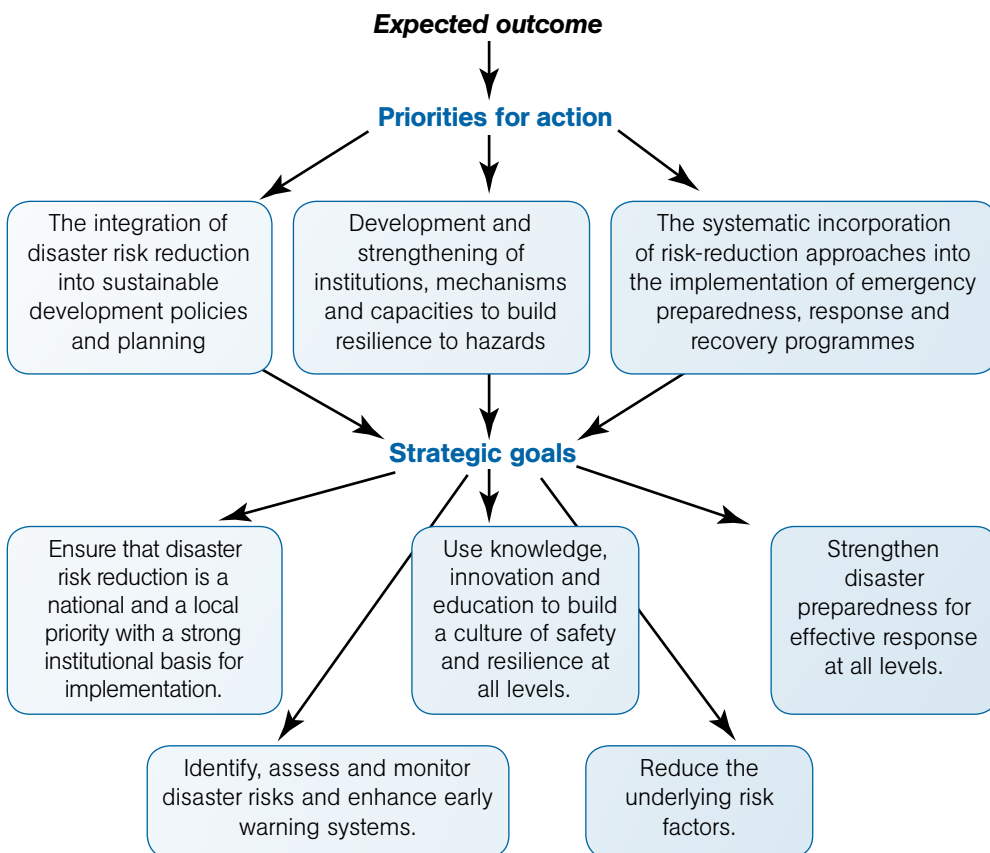 Expected outcome
Priorities for action
The integration of
disaster risk reduction
into sustainable
development policies
and planning
Development and
strengthening of
institutions, mechanisms
and capacities to build
resilience to hazards
The systematic incorporation
of risk-reduction approaches into
the implementation of emergency
preparedness, response and
recovery programmes
Strategic goals
Ensure that disaster
risk reduction is a
national and a local
priority with a strong
institutional basis for
implementation.
Use knowledge,
innovation and
education to build
a culture of safety
and resilience at
all levels.
Strengthen
disaster
preparedness for
effective response
at all levels.
Identify, assess and monitor
disaster risks and enhance early
warning systems.
Reduce the
underlying risk
factors.